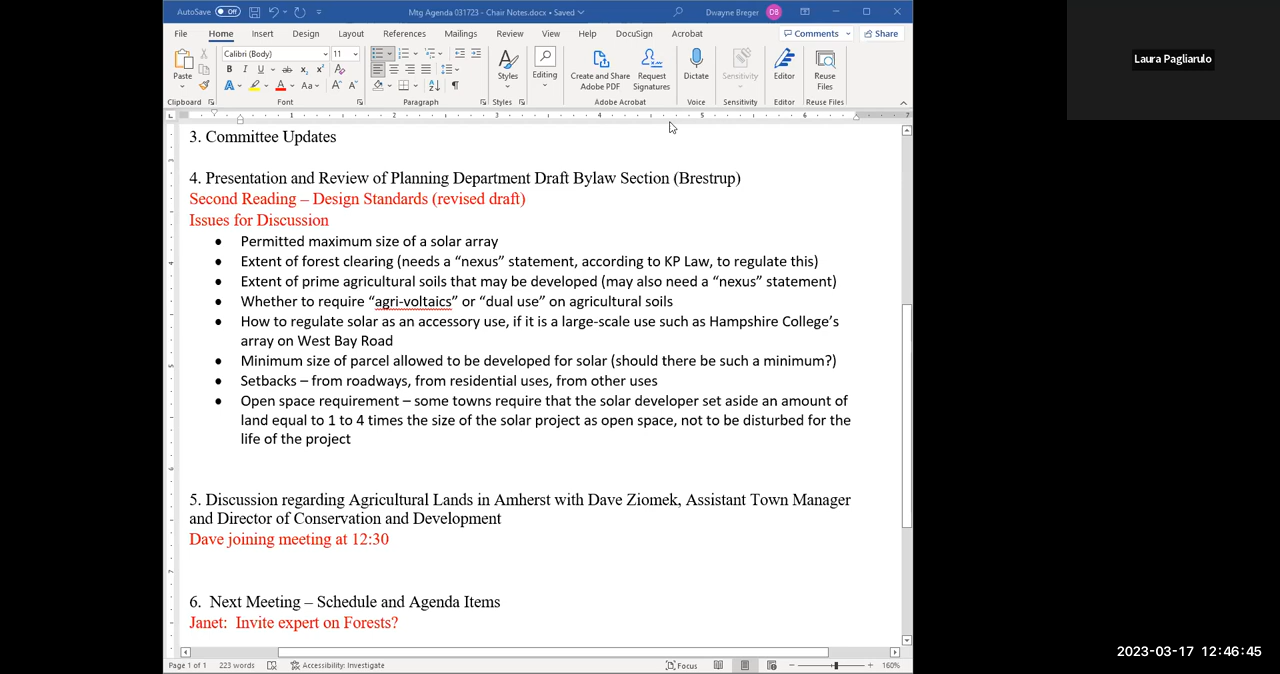 AutoSave Off Mtg Agenda 031723 - Chair Notes.docx • Saved Dwayne Breger DB
File Home Insert Draw Design Layout References Mailings Review View Help DocuSign Acrobat Comments Share
Calibri (Body) 11
Paste Styles Editing Create and Share Adobe PDF Request Signatures Dictate Sensitivity Editor Reuse Files
Clipboard Font Paragraph Styles Adobe Acrobat Voice Sensitivity Editor Reuse Files
1 2 3 4 5 6 7
3. Committee Updates
4. Presentation and Review of Planning Department Draft Bylaw Section (Brestrup)
Second Reading – Design Standards (revised draft)
Issues for Discussion
• Permitted maximum size of a solar array
• Extent of forest clearing (needs a “nexus” statement, according to KP Law, to regulate this)
• Extent of prime agricultural soils that may be developed (may also need a “nexus” statement)
• Whether to require “agri-voltaics” or “dual use” on agricultural soils
• How to regulate solar as an accessory use, if it is a large-scale use such as Hampshire College’s
array on West Bay Road
• Minimum size of parcel allowed to be developed for solar (should there be such a minimum?)
• Setbacks – from roadways, from residential uses, from other uses
• Open space requirement – some towns require that the solar developer set aside an amount of
land equal to 1 to 4 times the size of the solar project as open space, not to be disturbed for the
life of the project
5. Discussion regarding Agricultural Lands in Amherst with Dave Ziomek, Assistant Town Manager
and Director of Conservation and Development
Dave joining meeting at 12:30
6. Next Meeting – Schedule and Agenda Items
Janet: Invite expert on Forests?
Page 1 of 1 223 words Accessibility: Investigate Focus 160%
Laura Pagliarulo
2023-03-17 12:46:45